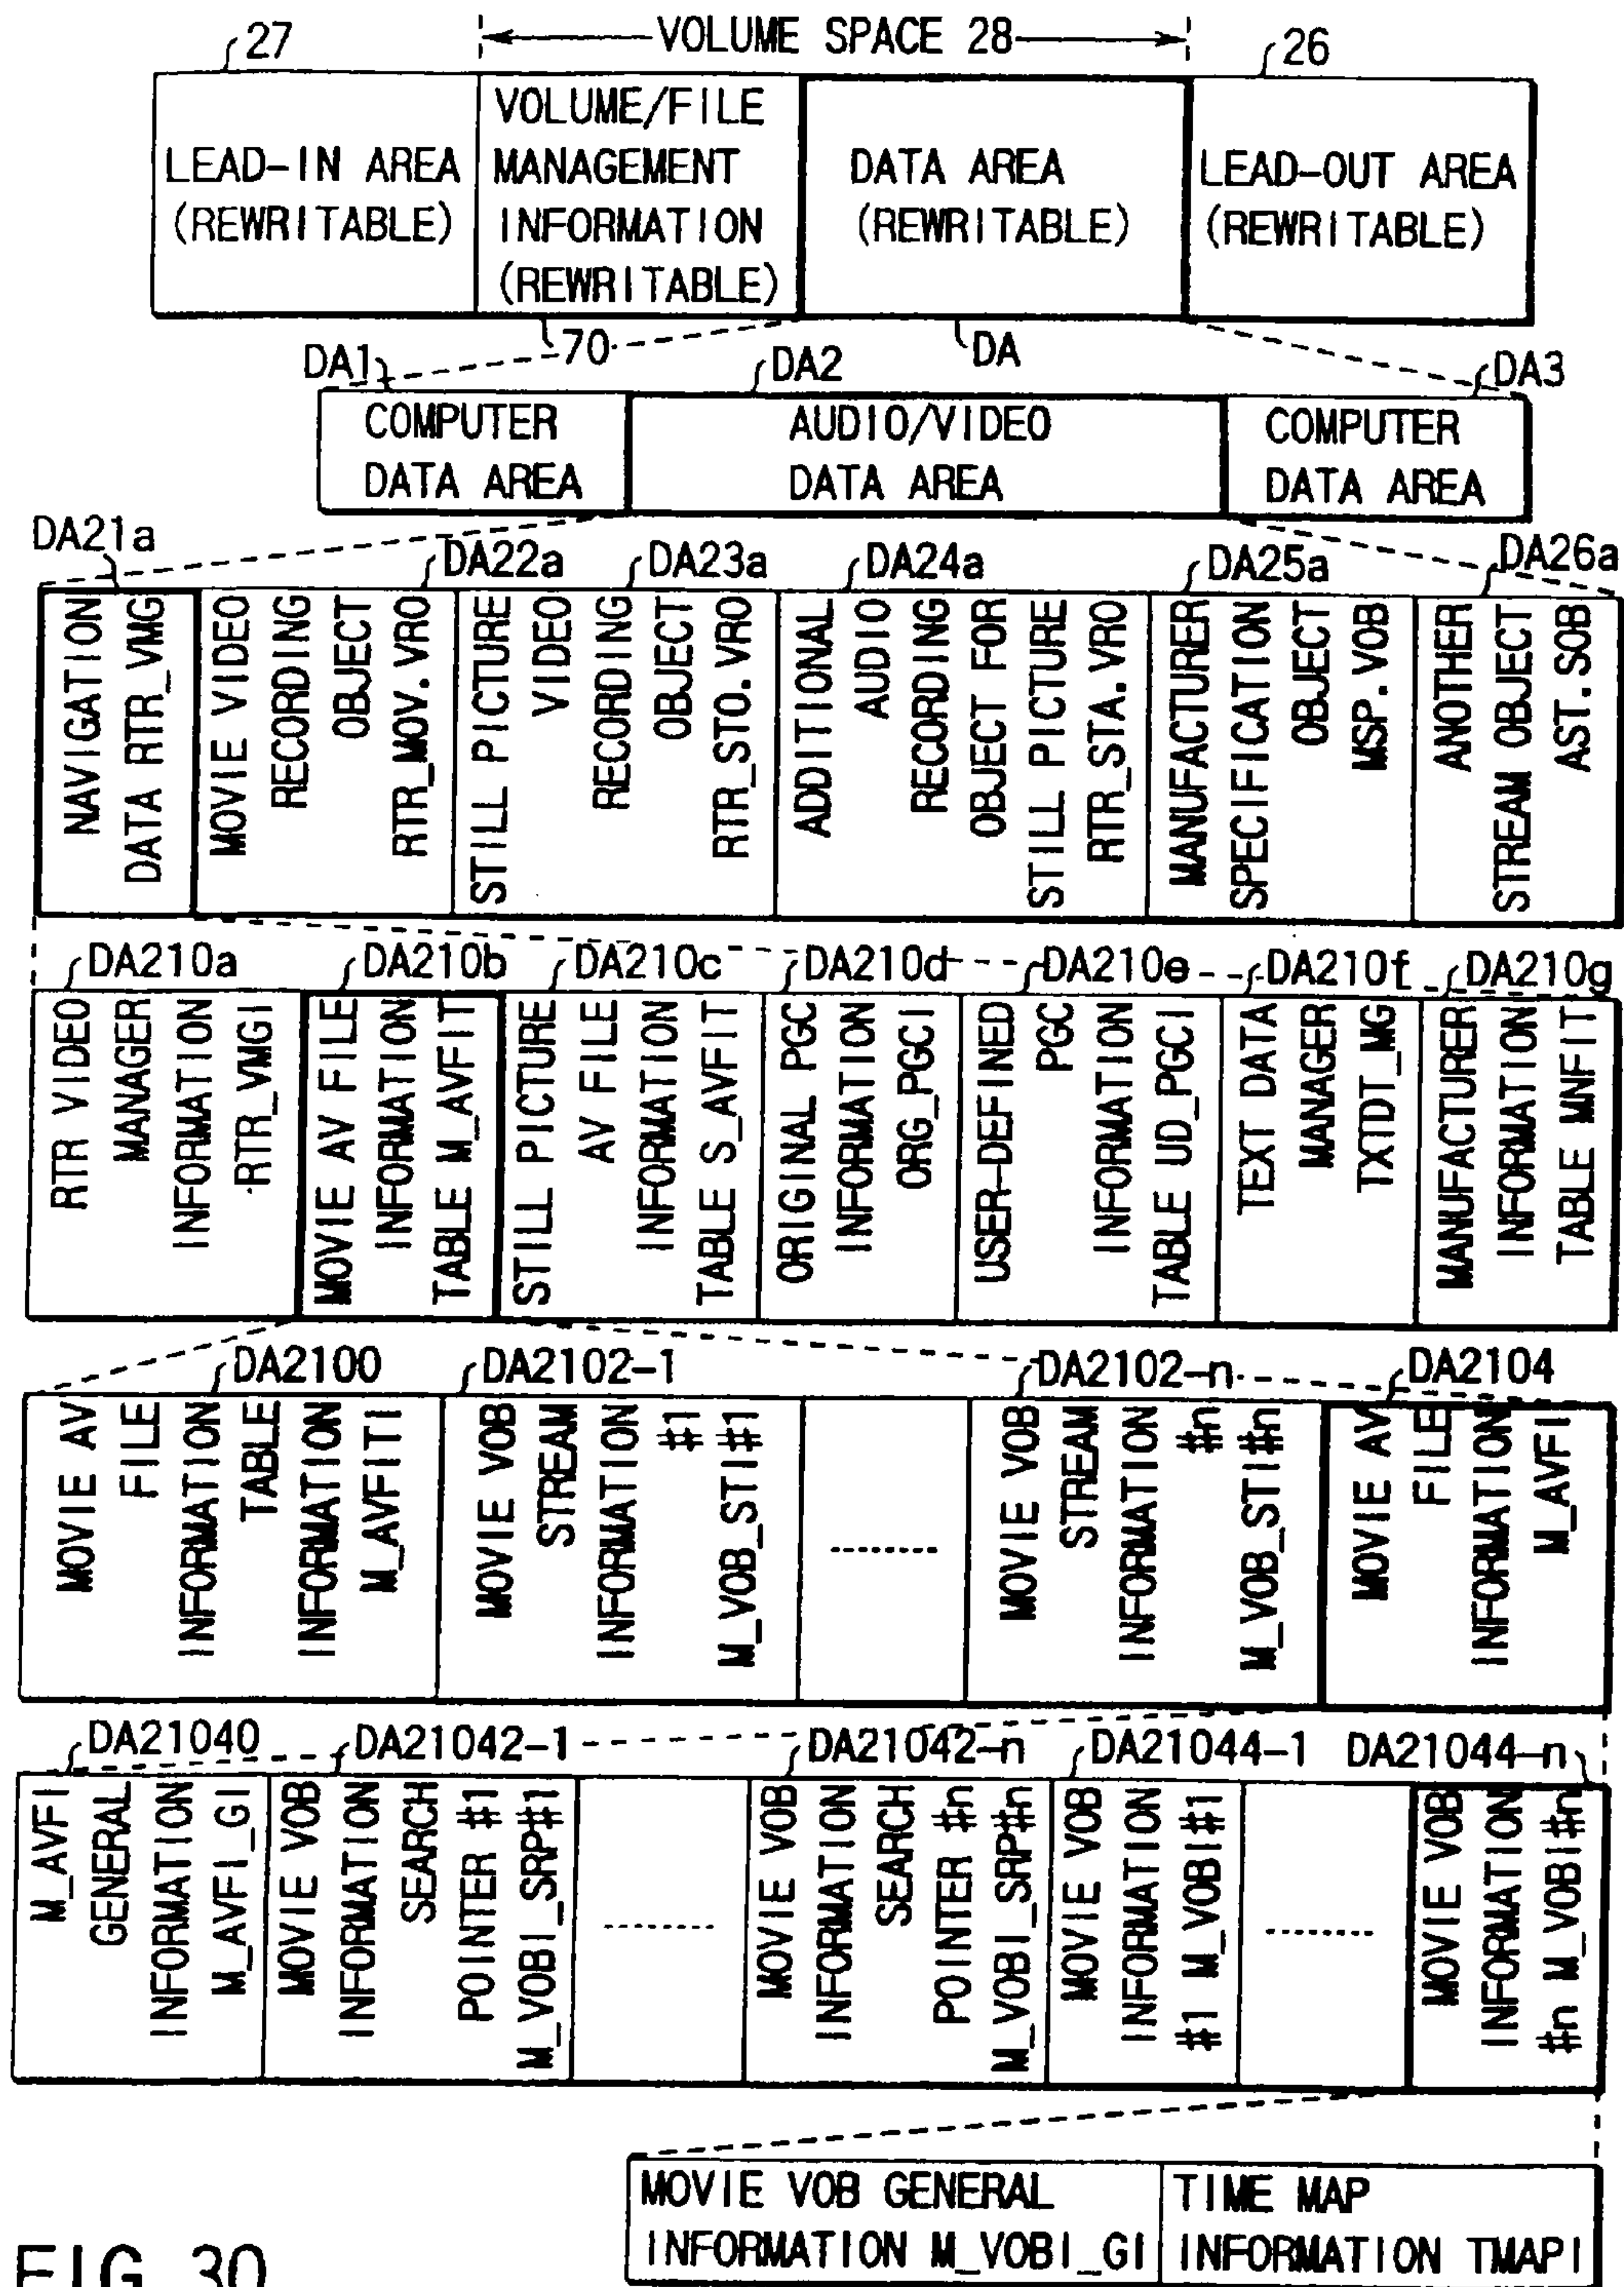 27
VOLUME SPACE 28
26
LEAD-IN AREA
(REWRITABLE)
VOLUME/FILE
MANAGEMENT
INFORMATION
(REWRITABLE)
DATA AREA
(REWRITABLE)
LEAD-OUT AREA
(REWRITABLE)
70
DA
DA1
DA2
DA3
COMPUTER
DATA AREA
AUDIO/VIDEO
DATA AREA
COMPUTER
DATA AREA
DA21a
DA22a
DA23a
DA24a
DA25a
DA26a
NAVIGATION
DATA RTR_VMG
MOVIE VIDEO
RECORDING
OBJECT
RTR_MOV.VRO
STILL PICTURE
VIDEO
RECORDING
OBJECT
RTR_STO.VRO
ADDITIONAL
AUDIO
RECORDING
OBJECT FOR
STILL PICTURE
RTR_STA.VRO
MANUFACTURER
SPECIFICATION
OBJECT
MSP.VOB
ANOTHER
STREAM OBJECT
AST.SOB
DA210a
DA210b
DA210c
DA210d
DA210e
DA210f
DA210g
RTR VIDEO
MANAGER
INFORMATION
RTR_VMGI
MOVIE AV FILE
INFORMATION
TABLE M_AVFIT
STILL PICTURE
AV FILE
INFORMATION
TABLE S_AVFIT
ORIGINAL PGC
INFORMATION
ORG_PGCI
USER-DEFINED
PGC
INFORMATION
TABLE UD_PGCI
TEXT DATA
MANAGER
TXTDT_MG
MANUFACTURER
INFORMATION
TABLE MNFIT
DA2100
DA2102-1
DA2102-n
DA2104
MOVIE AV
FILE
INFORMATION
TABLE
INFORMATION
M_AVFITI
MOVIE VOB
STREAM
INFORMATION
#1
M_VOB_STI#1
........
MOVIE VOB
STREAM
INFORMATION
#n
M_VOB_STI#n
MOVIE AV
FILE
INFORMATION
M_AVFI
DA21040
DA21042-1
DA21042-n
DA21044-1
DA21044-n
M_AVFI
GENERAL
INFORMATION
M_AVFI_GI
MOVIE VOB
INFORMATION
SEARCH
POINTER #1
M_VOBI_SRP#1
........
MOVIE VOB
INFORMATION
SEARCH
POINTER #n
M_VOBI_SRP#n
MOVIE VOB
INFORMATION
#1 M_VOBI#1
........
MOVIE VOB
INFORMATION
#n M_VOBI#n
MOVIE VOB GENERAL
INFORMATION M_VOBI_GI
TIME MAP
INFORMATION TMAPI
FIG. 30